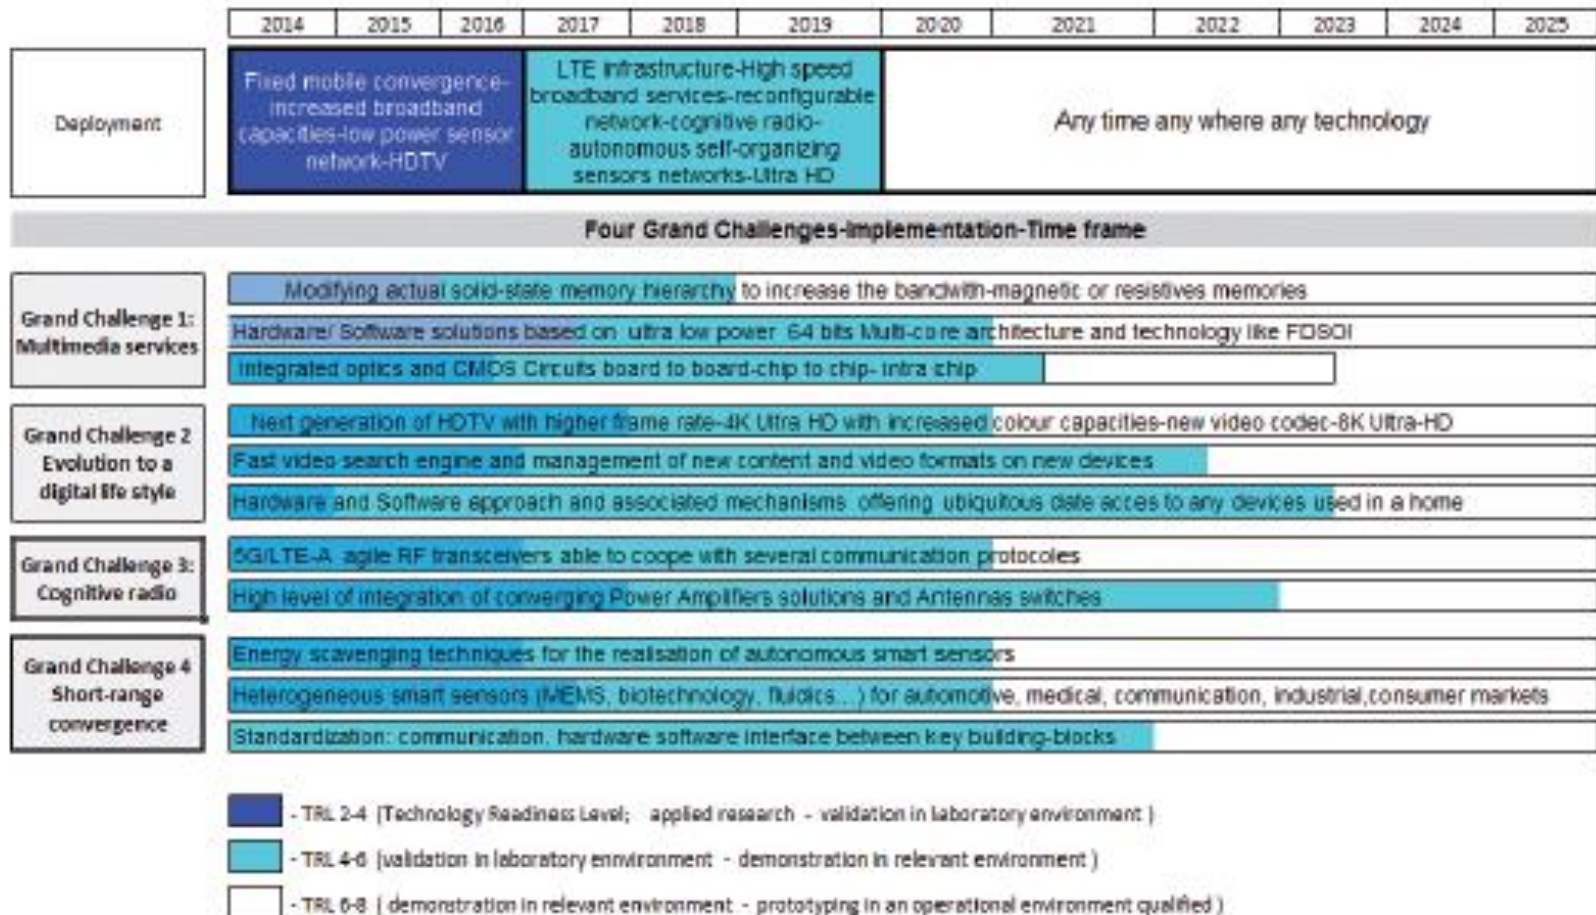 2014 2015 2016 2017 2018 2019 2020 2021 2022 2023 2024 2025
Deployment
Fixed mobile convergence-
increased broadband
capacities-low power sensor
network-HDTV
LTE infrastructure-High speed
broadband services-reconfigurable
network-cognitive radio-
autonomous self-organizing
sensors networks-Ultra HD
Any time any where any technology
Four Grand Challenges-Implementation-Time frame
Grand Challenge 1:
Multimedia services
Modifying actual solid-state memory hierarchy to increase the bandwith-magnetic or resistives memories
Hardware/ Software solutions based on ultra low power 64 bits Multi-core architecture and technology like FDSOI
Integrated optics and CMOS Circuits board to board-chip to chip- intra chip
Grand Challenge 2
Evolution to a
digital life style
Next generation of HDTV with higher frame rate-4K Ultra HD with increased colour capacities-new video codec-8K Ultra-HD
Fast video search engine and management of new content and video formats on new devices
Hardware and Software approach and associated mechanisms offering ubiquitous date acces to any devices used in a home
Grand Challenge 3:
Cognitive radio
5G/LTE-A agile RF transceivers able to coope with several communication protocoles
High level of integration of converging Power Amplifiers solutions and Antennas switches
Grand Challenge 4
Short-range
convergence
Energy scavenging techniques for the realisation of autonomous smart sensors
Heterogeneous smart sensors (MEMS, biotechnology, fluidics...) for automotive, medical, communication, industrial,consumer markets
Standardization: communication, hardware software interface between key building-blocks
- TRL 2-4 (Technology Readiness Level; applied research - validation in laboratory environment )
- TRL 4-6 (validation in laboratory ennvironment - demonstration in relevant environment )
- TRL 6-8 ( demonstration in relevant environment - prototyping in an operational environment qualified )